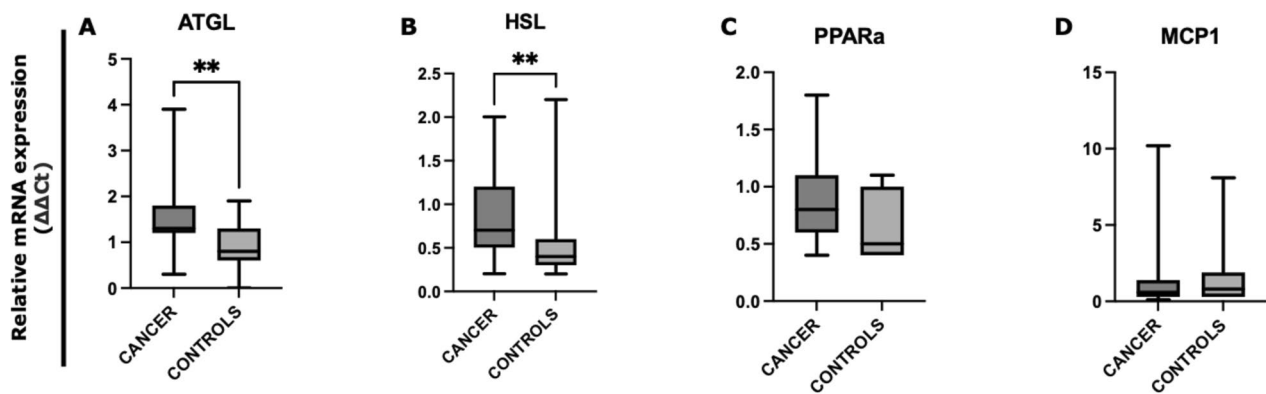 Relative mRNA expression
(ΔΔCt)
A
ATGL
**
5
4
3
2
1
0
CANCER
CONTROLS
B
HSL
**
2.5
2.0
1.5
1.0
0.5
0.0
CANCER
CONTROLS
C
PPARa
2.0
1.5
1.0
0.5
0.0
CANCER
CONTROLS
D
MCP1
15
10
5
0
CANCER
CONTROLS